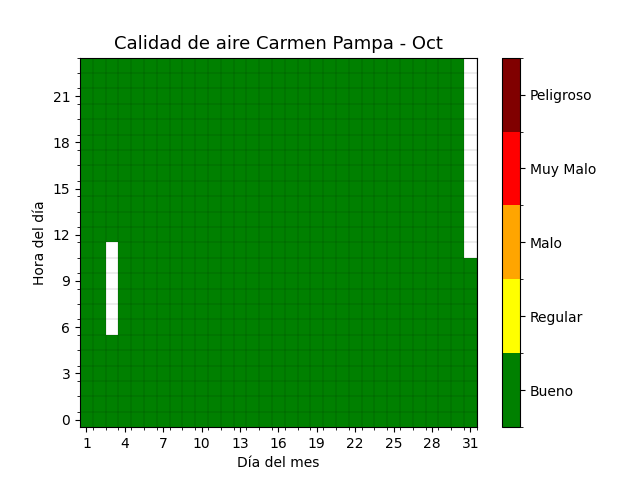 Calidad de aire Carmen Pampa - Oct
Hora del día
21
18
15
12
9
6
3
0
1 4 7 10 13 16 19 22 25 28 31
Día del mes
Peligroso
Muy Malo
Malo
Regular
Bueno